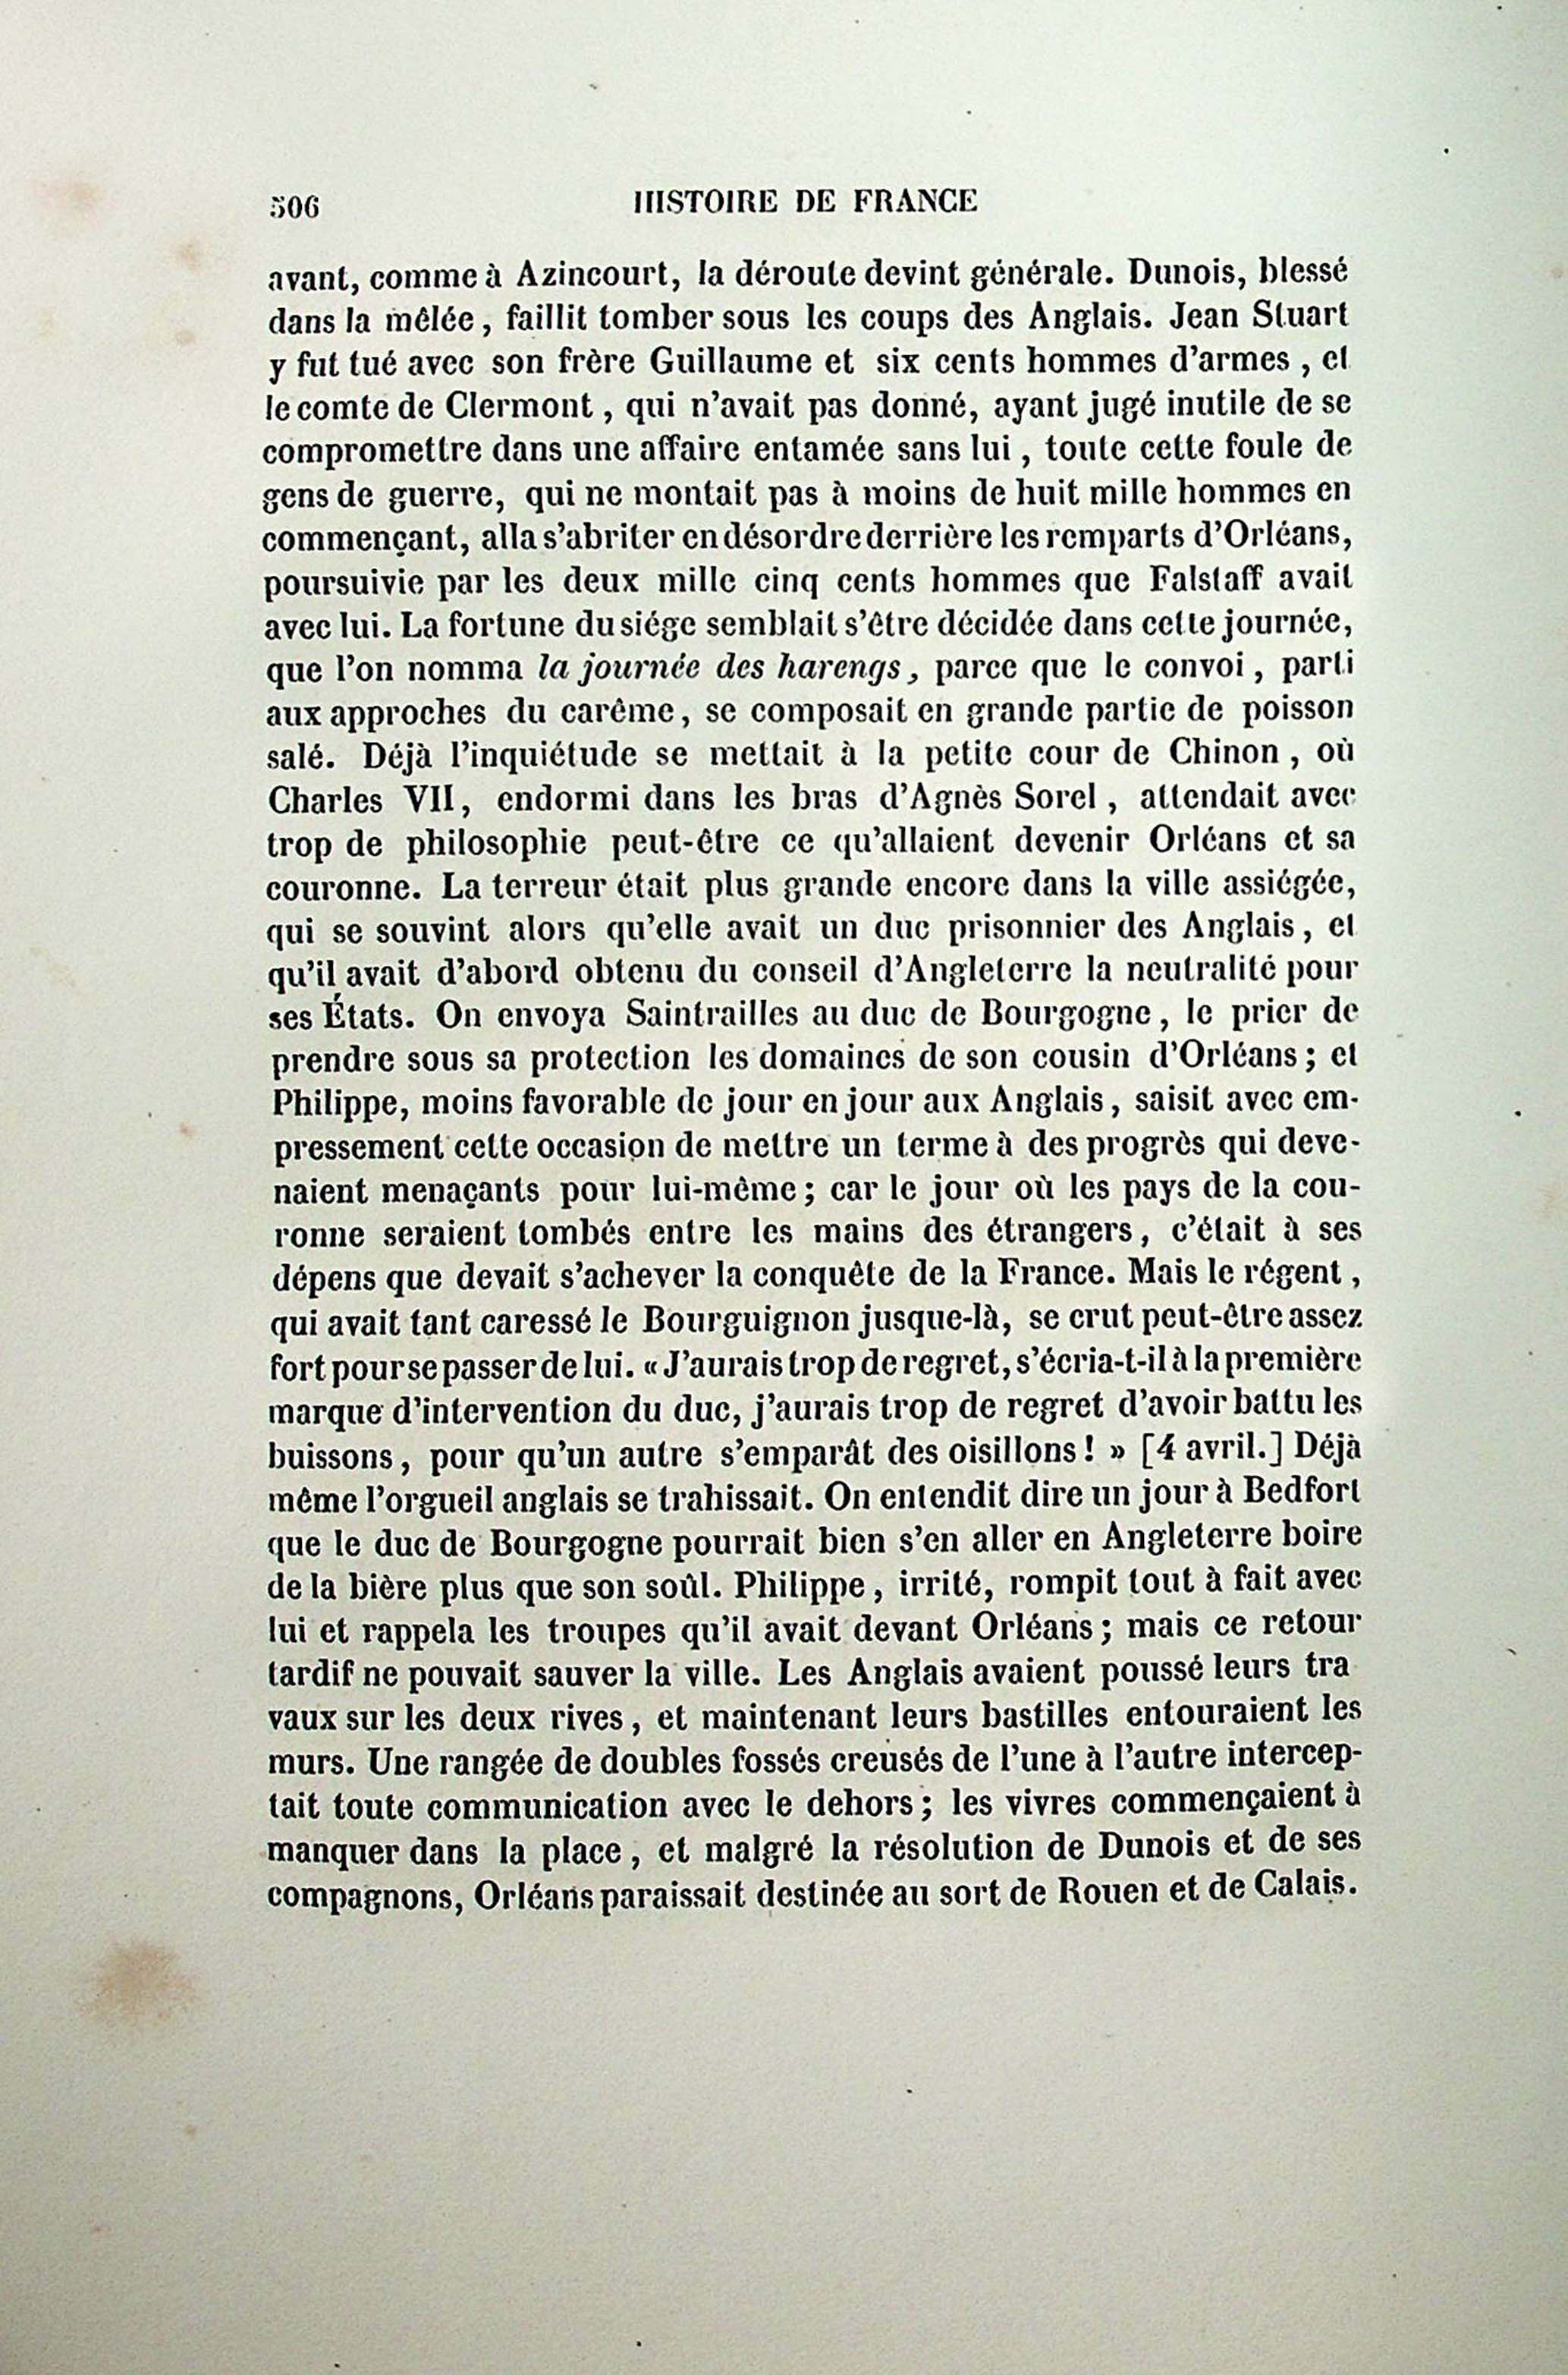 506 HISTOIRE DE FRANCE
avant, comme à Azincourt, la déroute devint générale. Dunois, blessé
dans la mêlée, faillit tomber sous les coups des Anglais. Jean Stuart
y fut tué avec son frère Guillaume et six cents hommes d'armes, et
le comte de Clermont, qui n'avait pas donné, ayant jugé inutile de se
compromettre dans une affaire entamée sans lui, toute cette foule de
gens de guerre, qui ne montait pas à moins de huit mille hommes en
commençant, alla s'abriter en désordre derrière les remparts d'Orléans,
poursuivie par les deux mille cinq cents hommes que Falstaff avait
avec lui. La fortune du siége semblait s'être décidée dans cette journée,
que l'on nomma la journée des harengs, parce que le convoi, parti
aux approches du carême, se composait en grande partie de poisson
salé. Déjà l'inquiétude se mettait à la petite cour de Chinon, où
Charles VII, endormi dans les bras d'Agnès Sorel, attendait avec
trop de philosophie peut-être ce qu'allaient devenir Orléans et sa
couronne. La terreur était plus grande encore dans la ville assiégée,
qui se souvint alors qu'elle avait un duc prisonnier des Anglais, et
qu'il avait d'abord obtenu du conseil d'Angleterre la neutralité pour
ses États. On envoya Saintrailles au duc de Bourgogne, le prier de
prendre sous sa protection les domaines de son cousin d'Orléans; et
Philippe, moins favorable de jour en jour aux Anglais, saisit avec em-
pressement cette occasion de mettre un terme à des progrès qui deve-
naient menaçants pour lui-même; car le jour où les pays de la cou-
ronne seraient tombés entre les mains des étrangers, c'était à ses
dépens que devait s'achever la conquête de la France. Mais le régent,
qui avait tant caressé le Bourguignon jusque-là, se crut peut-être assez
fort pour se passer de lui. « J'aurais trop de regret, s'écria-t-il à la première
marque d'intervention du duc, j'aurais trop de regret d'avoir battu les
buissons, pour qu'un autre s'emparât des oisillons! » [4 avril.] Déjà
même l'orgueil anglais se trahissait. On entendit dire un jour à Bedfort
que le duc de Bourgogne pourrait bien s'en aller en Angleterre boire
de la bière plus que son soûl. Philippe, irrité, rompit tout à fait avec
lui et rappela les troupes qu'il avait devant Orléans; mais ce retour
tardif ne pouvait sauver la ville. Les Anglais avaient poussé leurs tra
vaux sur les deux rives, et maintenant leurs bastilles entouraient les
murs. Une rangée de doubles fossés creusés de l'une à l'autre intercep-
tait toute communication avec le dehors; les vivres commençaient à
manquer dans la place, et malgré la résolution de Dunois et de ses
compagnons, Orléans paraissait destinée au sort de Rouen et de Calais.